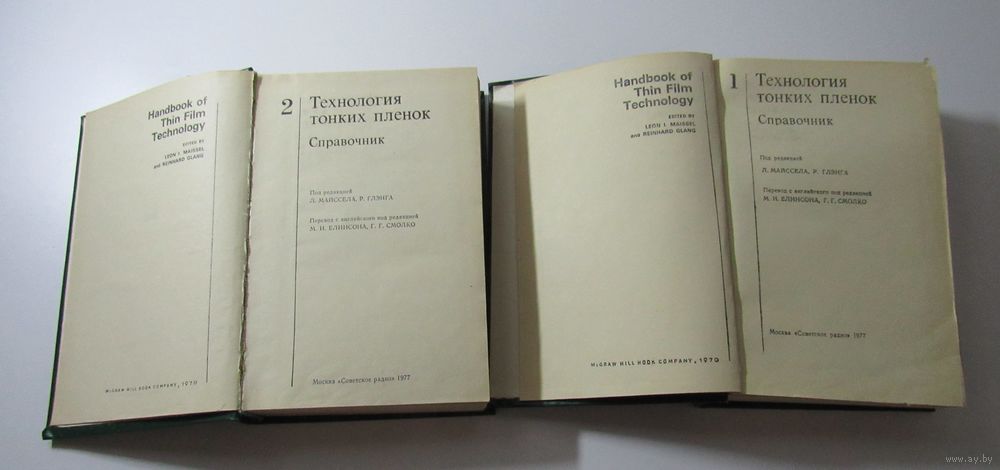 Handbook of
Thin Film
Technology
EDITED BY
LEON I. MAISSEL
and REINHARD GLANG
McGRAW HILL BOOK COMPANY, 1970
2
Технология
тонких пленок
Справочник
Под редакцией
Л. МАЙССЕЛА, Р. ГЛЭНГА
Перевод с английского под редакцией
М. И. ЕЛИНСОНА, Г. Г. СМОЛКО
Москва «Советское радио» 1977
Handbook of
Thin Film
Technology
EDITED BY
LEON I. MAISSEL
and REINHARD GLANG
McGRAW HILL BOOK COMPANY, 1970
1
Технология
тонких пленок
Справочник
Под редакцией
Л. МАЙССЕЛА, Р. ГЛЭНГА
Перевод с английского под редакцией
М. И. ЕЛИНСОНА, Г. Г. СМОЛКО
Москва «Советское радио» 1977
www.ay.by